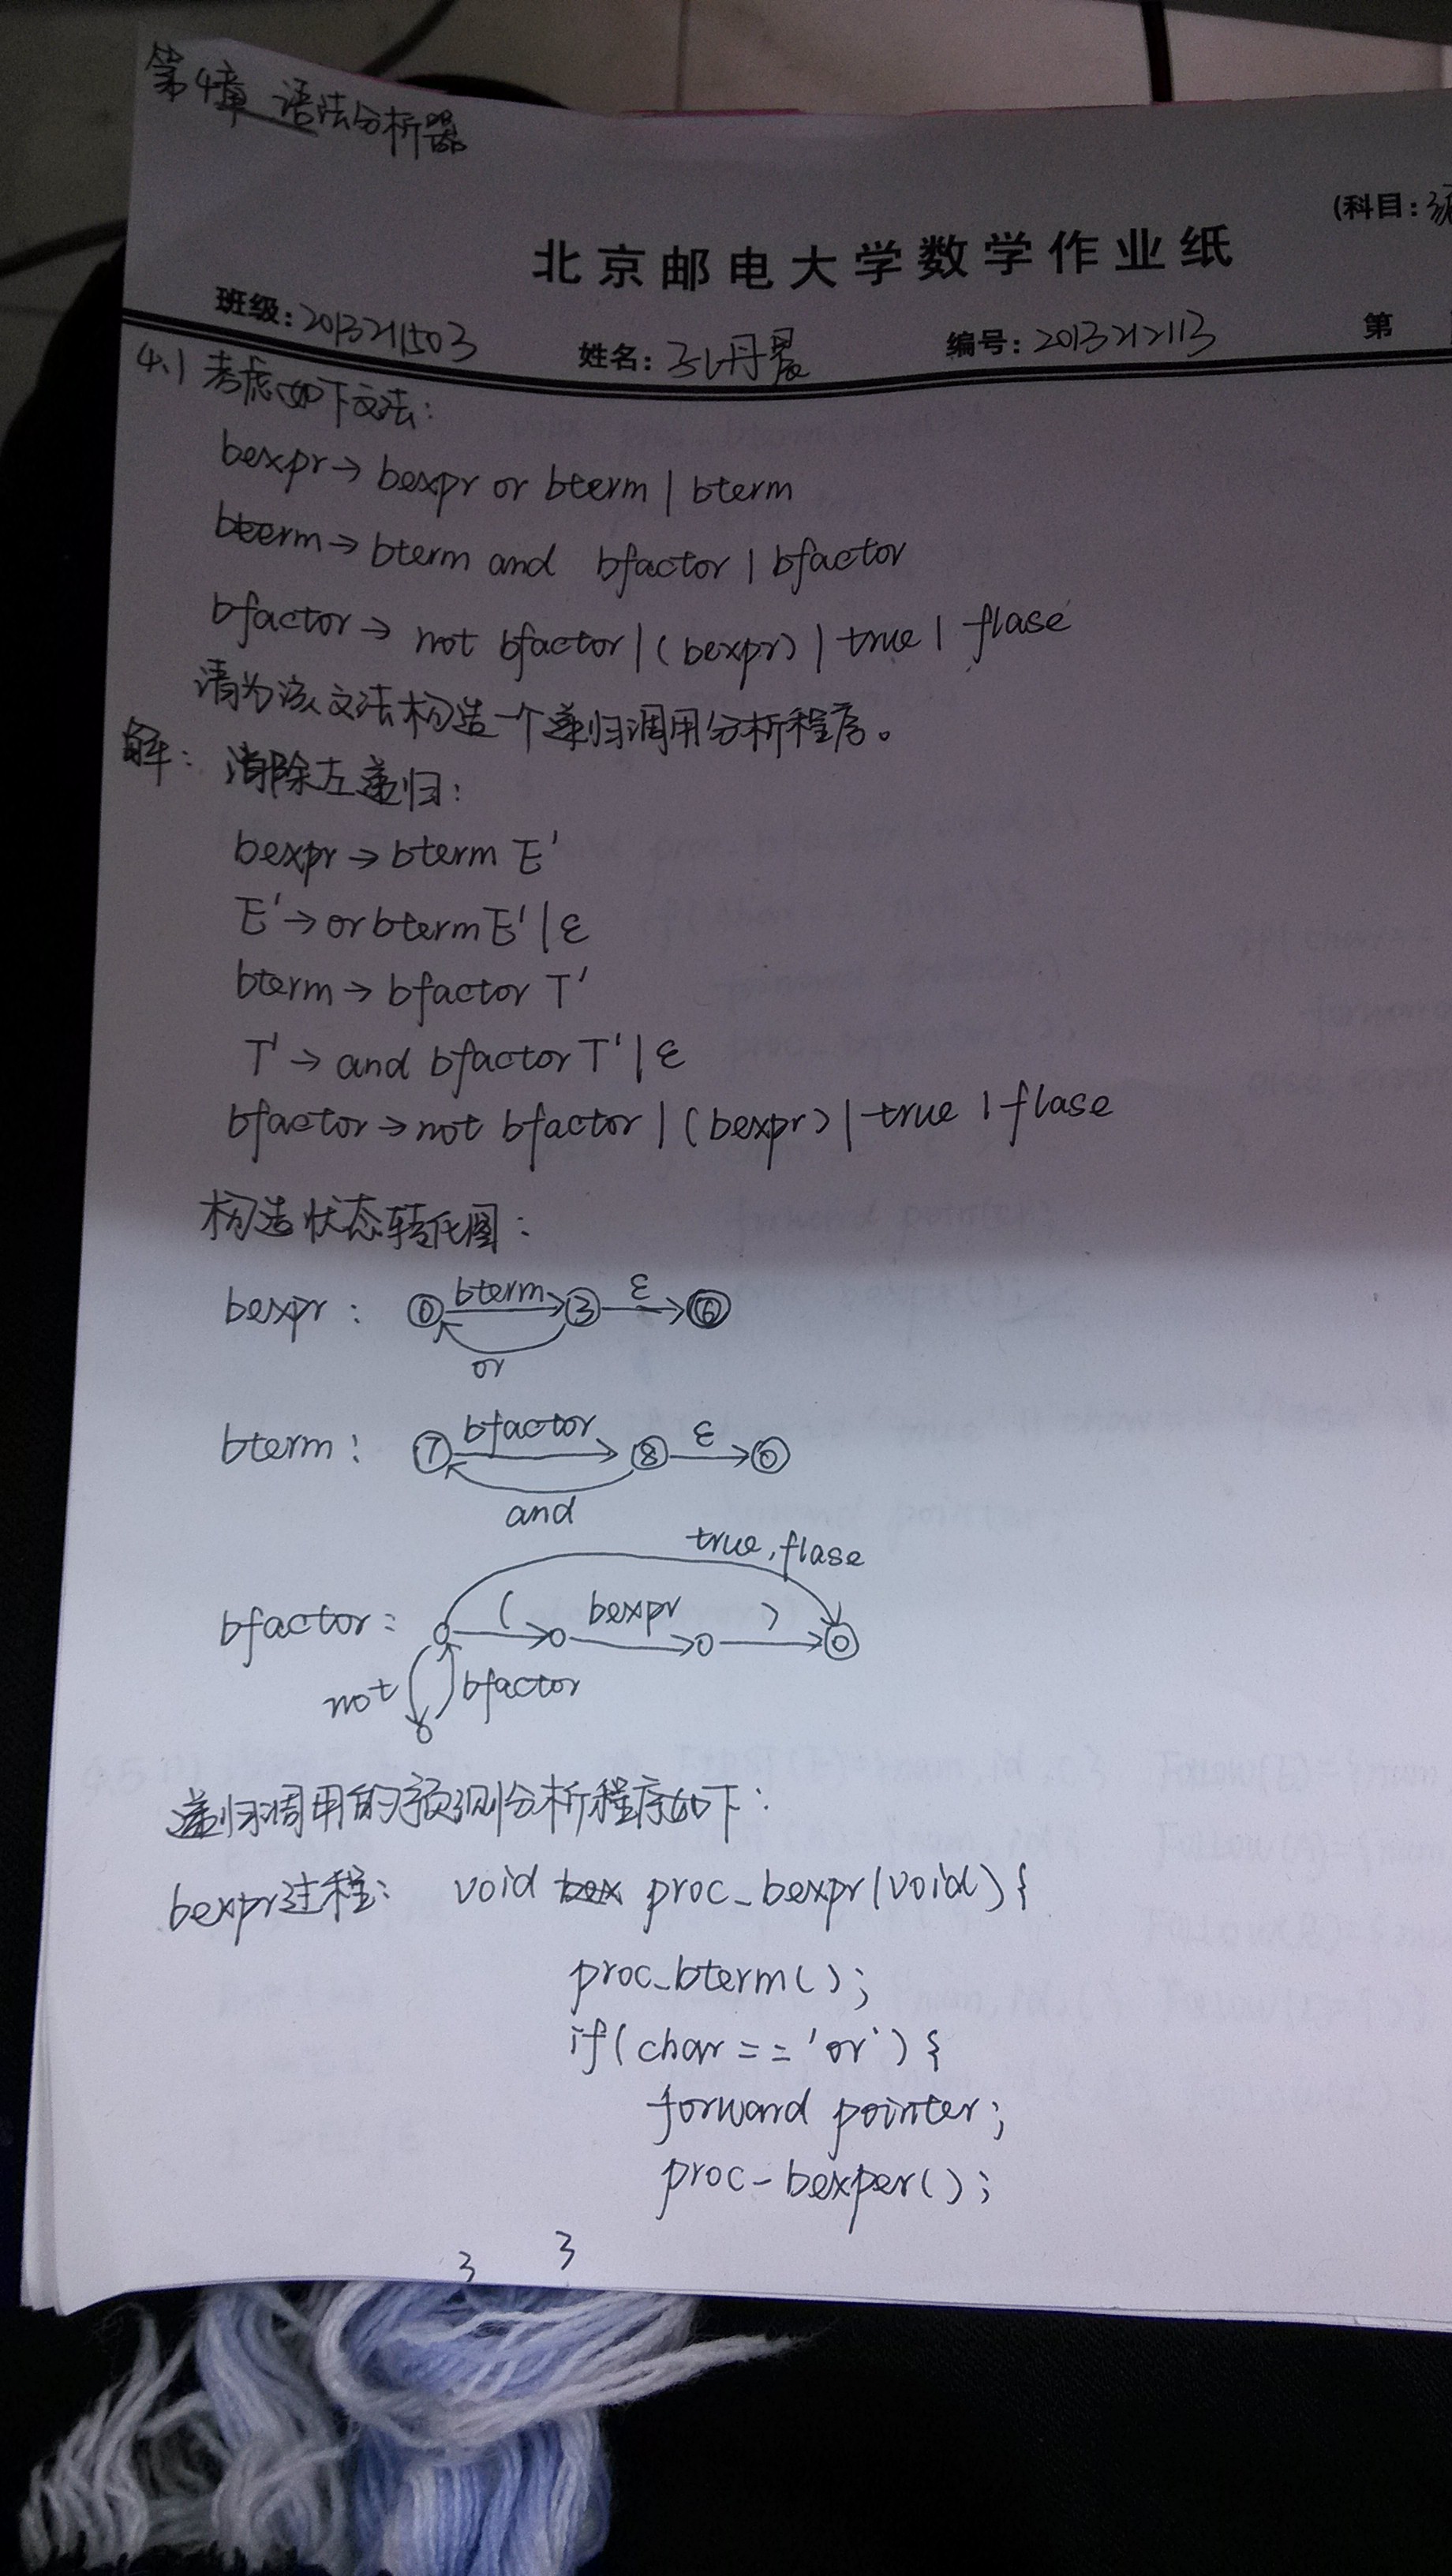 第4章 语法分析器
(科目:
北京邮电大学数学作业纸
班级: 2013211503 姓名: 孔丹晨 编号: 2013212113 第
4.1 考虑如下文法:
bexpr → bexpr or bterm | bterm
bterm → bterm and bfactor | bfactor
bfactor → not bfactor | (bexpr) | true | flase
请为该文法构造一个递归调用分析程序。
解: 消除左递归:
bexpr → bterm E'
E' → or bterm E' | ε
bterm → bfactor T'
T' → and bfactor T' | ε
bfactor → not bfactor | (bexpr) | true | flase
构造状态转化图:
bexpr: 0 bterm 3 ε 6
or
bterm: 7 bfactor 8 ε
and
true, flase
bfactor: ( bexpr )
not bfactor
递归调用的预测分析程序如下:
bexpr过程: void proc_bexpr(void) {
proc_bterm();
if(char == 'or') {
forward pointer;
proc-bexper();
} }